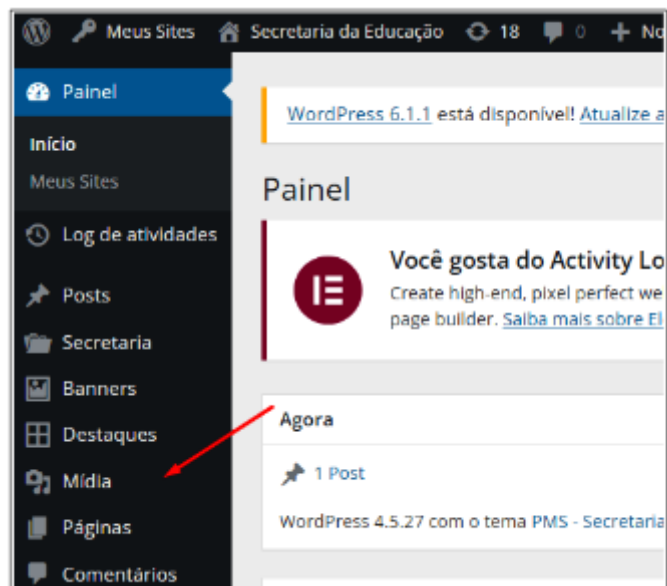 Meus Sites Secretaria da Educação 18 0 + No
Painel
Início
Meus Sites
Log de atividades
Posts
Secretaria
Banners
Destaques
Mídia
Páginas
Comentários
WordPress 6.1.1 está disponível! Atualize a
Painel
Você gosta do Activity Lo
Create high-end, pixel perfect we
page builder. Saiba mais sobre El
Agora
1 Post
WordPress 4.5.27 com o tema PMS - Secretaria